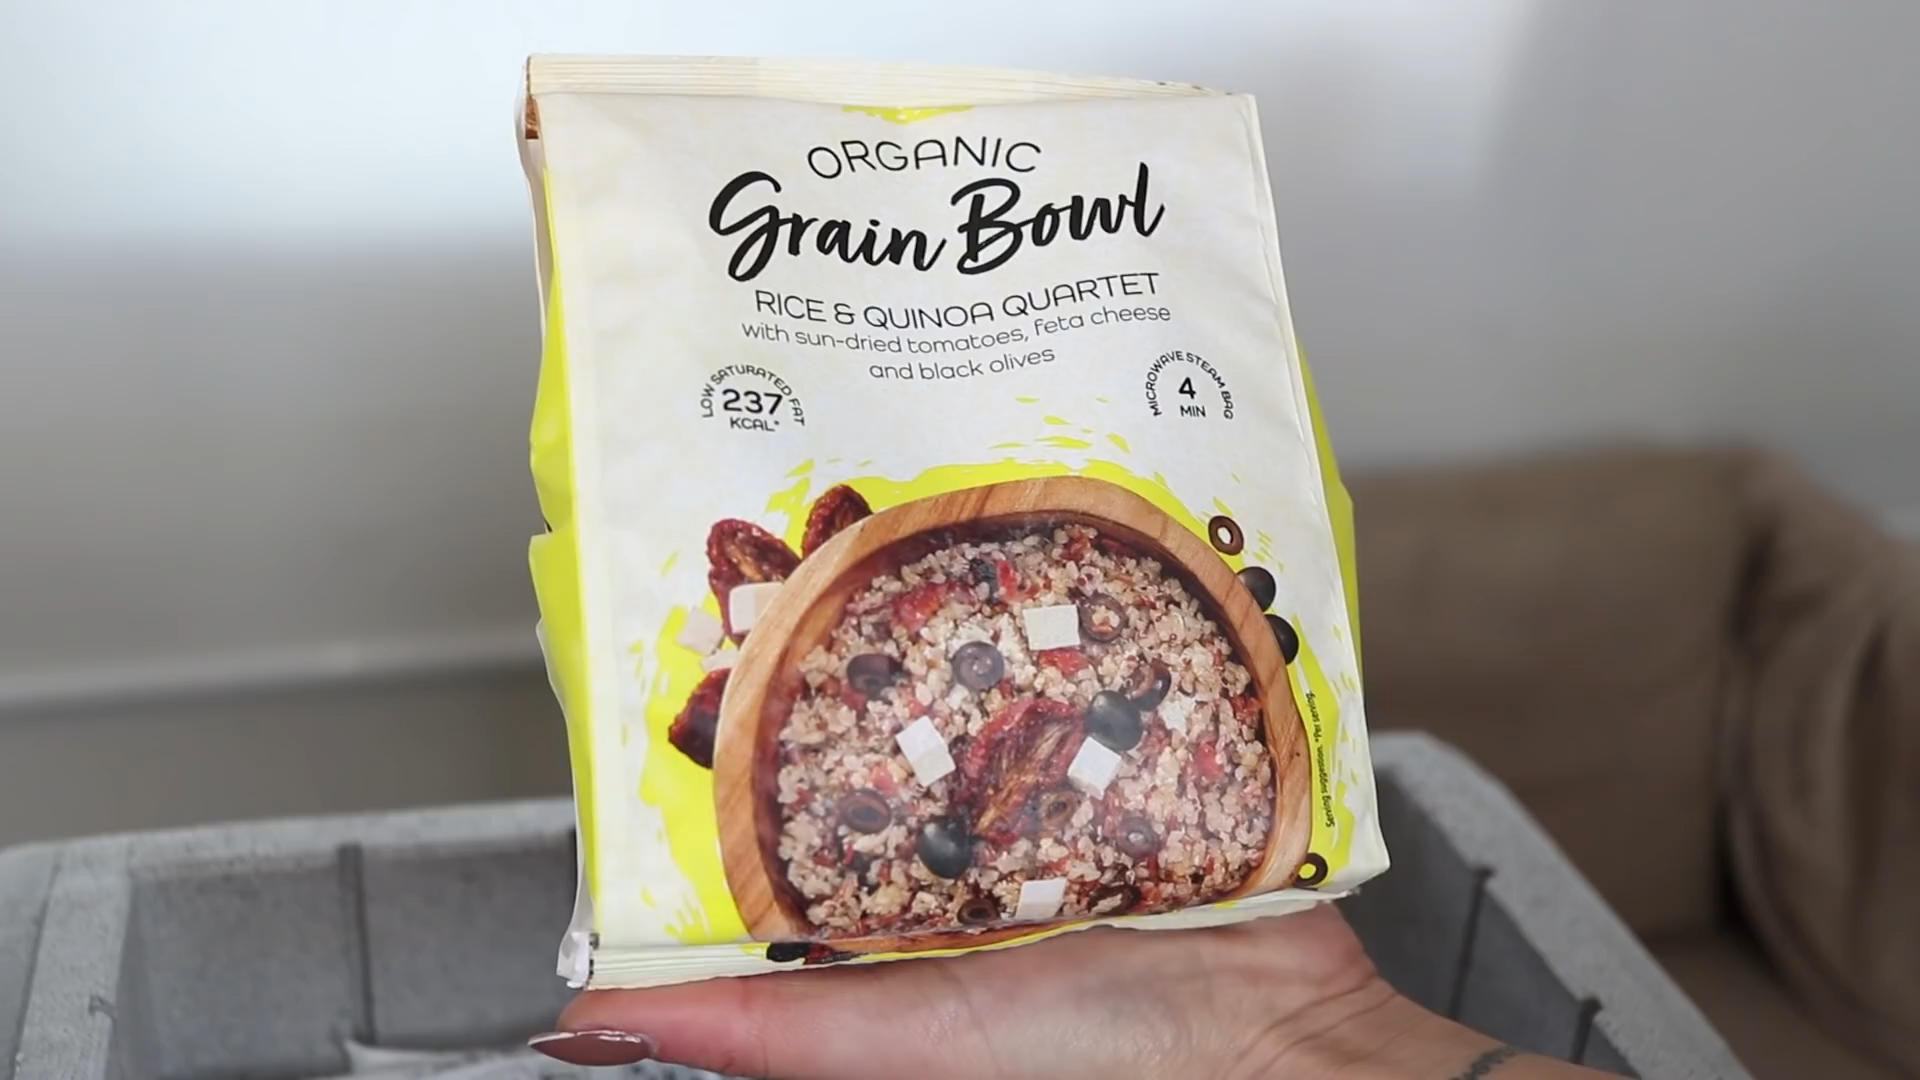 ORGANIC
Grain Bowl
RICE & QUINOA QUARTET
with sun-dried tomatoes, feta cheese
and black olives
LOW SATURATED FAT
237
KCAL*
MICROWAVE STEAM BAG
4
MIN
Serving suggestion. *Per serving.